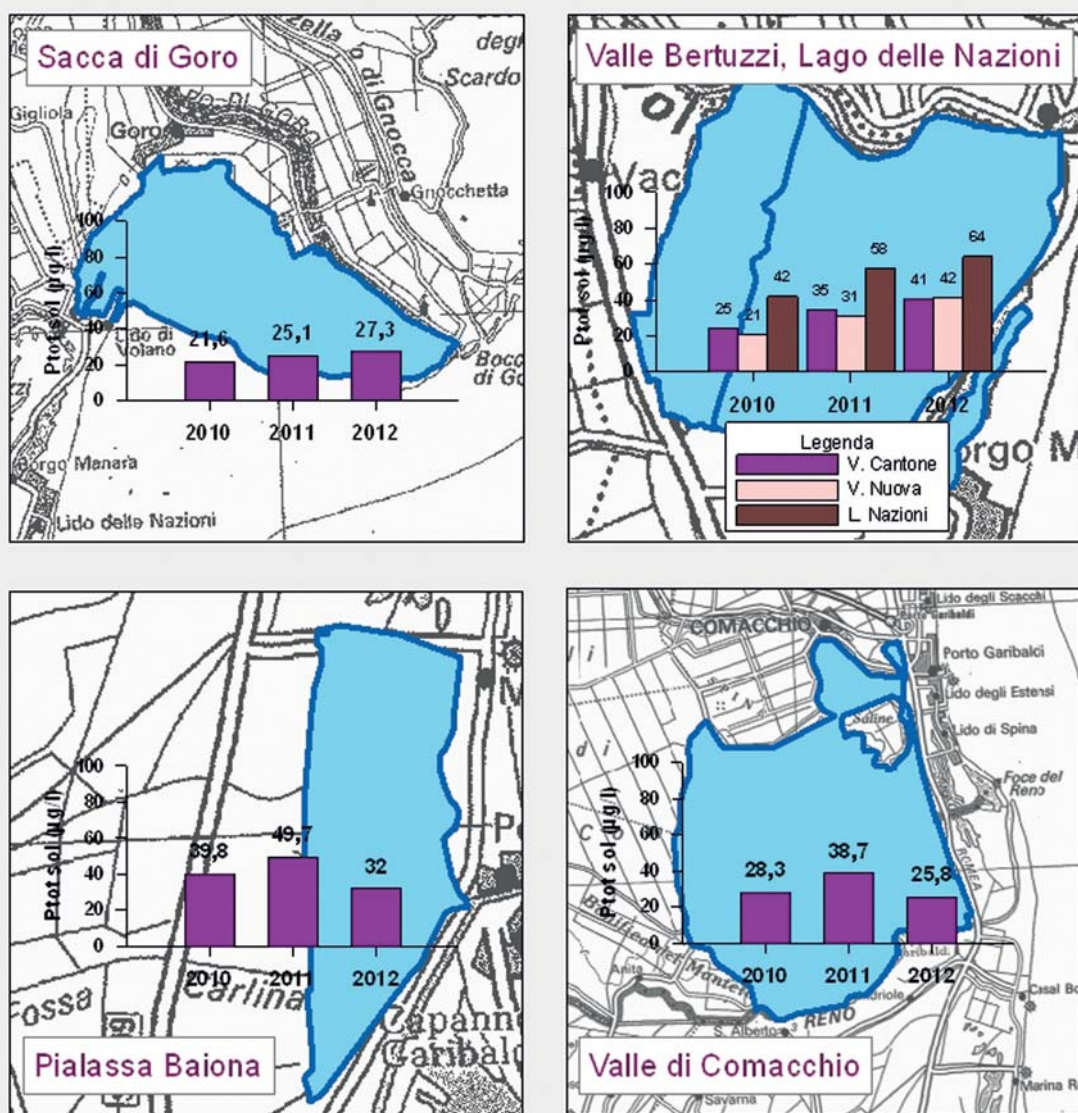 Sacca di Goro
Gigliola
Goro
Scardo
Gnocchetta
di Gnocca
Ptot sol (µg/l)
100
80
60
40
20
0
21,6
25,1
27,3
2010
2011
2012
Lido di
Volano
Borgo Manara
Lido delle Nazioni
Valle Bertuzzi, Lago delle Nazioni
Ptot sol (µg/l)
100
80
60
40
20
0
25
21
42
35
31
58
41
42
64
2010
2011
2012
Legenda
V. Cantone
V. Nuova
L. Nazioni
Pialassa Baiona
Ptot sol (µg/l)
100
80
60
40
20
0
39,8
49,7
32
2010
2011
2012
Fossa
Carlina
Valle di Comacchio
COMACCHIO
Lido degli Scacchi
Porto Garibaldi
Lido degli Estensi
Lido di Spina
Saline
Foce del
Reno
Ptot sol (µg/l)
100
80
60
40
20
0
28,3
38,7
25,8
2010
2011
2012
Anita
S. Alberto
RENO
Savarna